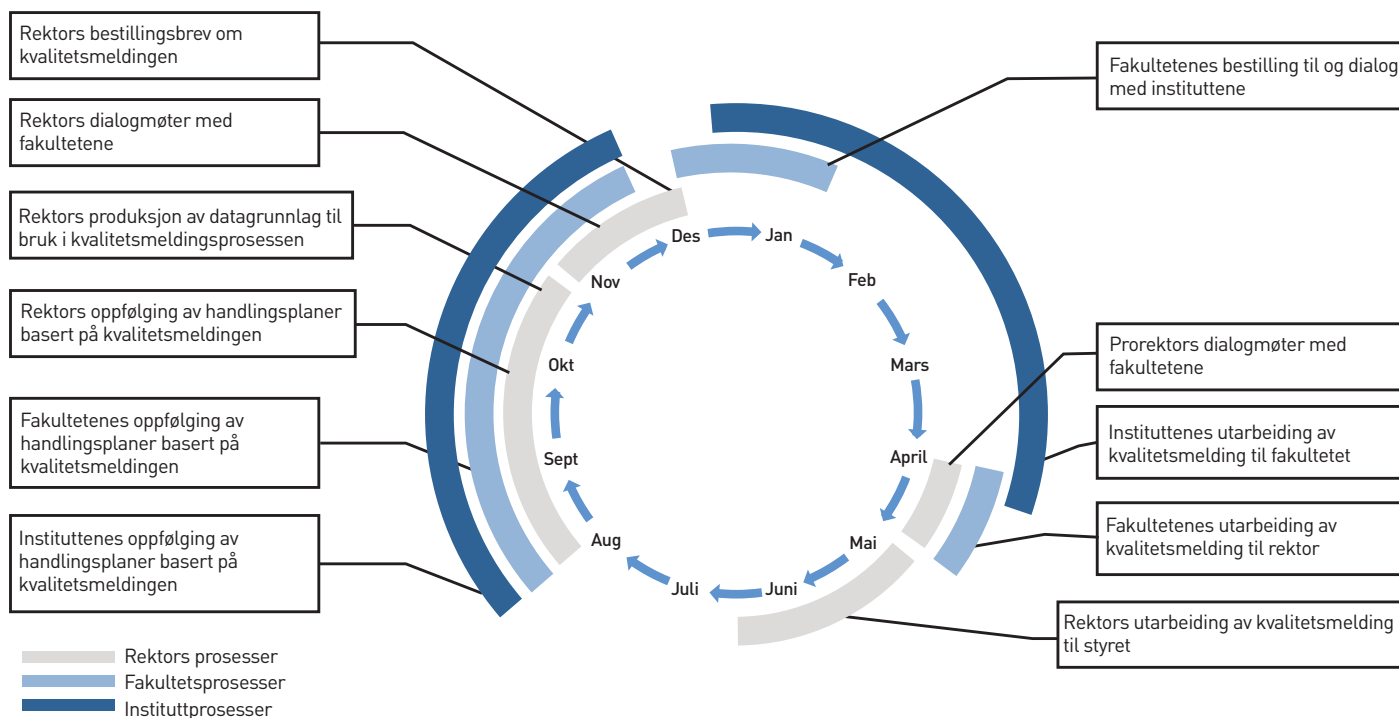 Rektors bestillingsbrev om
kvalitetsmeldingen
Rektors dialogmøter med
fakultetene
Rektors produksjon av datagrunnlag til
bruk i kvalitetsmeldingsprosessen
Rektors oppfølging av handlingsplaner
basert på kvalitetsmeldingen
Fakultetenes oppfølging av
handlingsplaner basert på
kvalitetsmeldingen
Instituttenes oppfølging av
handlingsplaner basert på
kvalitetsmeldingen
Rektors prosesser
Fakultetsprosesser
Instituttprosesser
Jan
Feb
Mars
April
Mai
Juni
Juli
Aug
Sept
Okt
Nov
Des
Fakultetenes bestilling til og dialog
med instituttene
Prorektors dialogmøter med
fakultetene
Instituttenes utarbeiding av
kvalitetsmelding til fakultetet
Fakultetenes utarbeiding av
kvalitetsmelding til rektor
Rektors utarbeiding av kvalitetsmelding
til styret